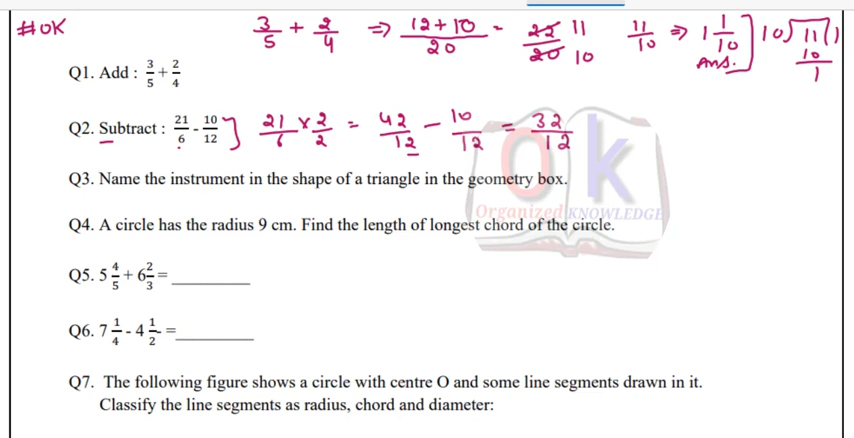 #OK 3/5 + 2/4 ⇒ (12+10)/20 = 22/20 11/10 11/10 ⇒ 1 1/10 ] 10)11(1
Ans. 10
1
Q1. Add : 3/5 + 2/4
Q2. Subtract : 21/6 - 10/12 } 21/6 × 2/2 = 42/12 - 10/12 = 32/12
OK
Q3. Name the instrument in the shape of a triangle in the geometry box.
Organized KNOWLEDGE
Q4. A circle has the radius 9 cm. Find the length of longest chord of the circle.
Q5. 5 4/5 + 6 2/3 = ________
Q6. 7 1/4 - 4 1/2 = ________
Q7. The following figure shows a circle with centre O and some line segments drawn in it.
Classify the line segments as radius, chord and diameter: